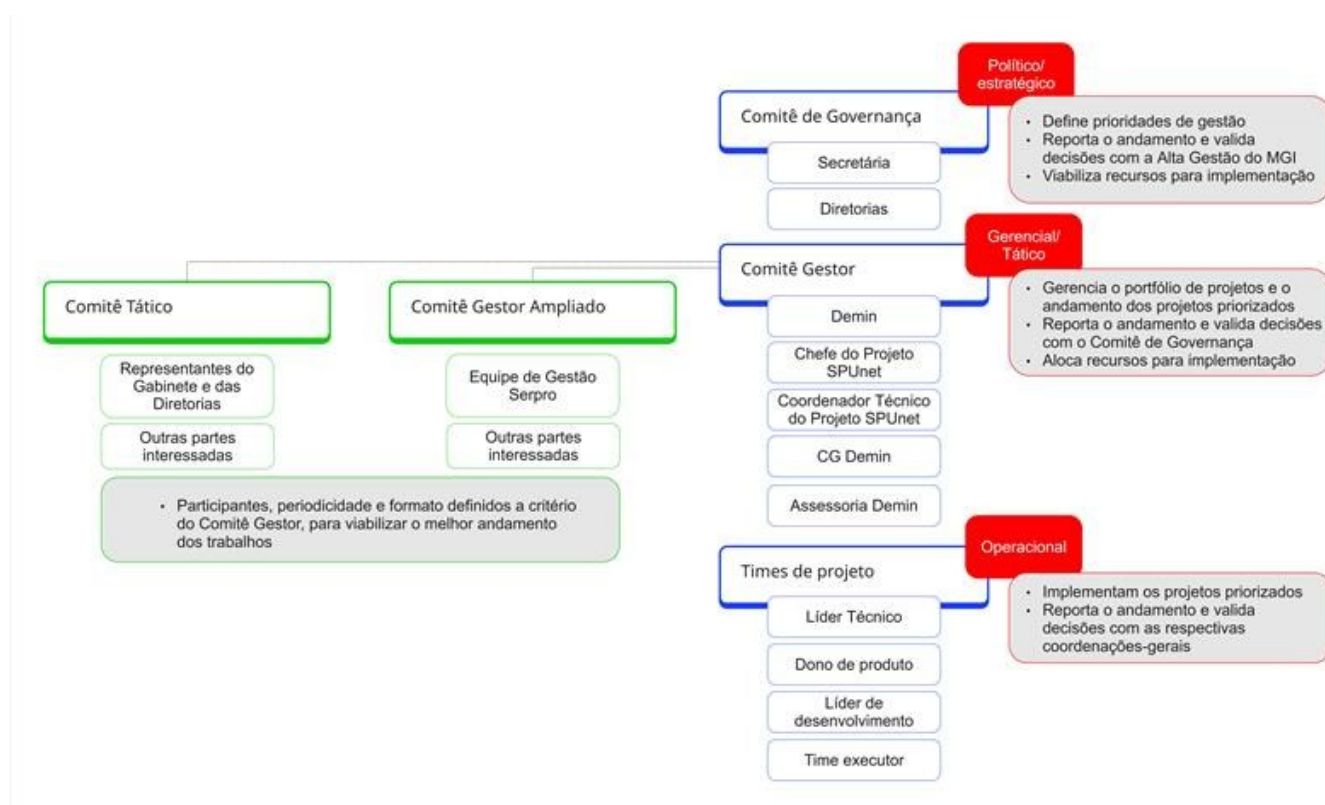 Político/
estratégico
Comitê de Governança
• Define prioridades de gestão
• Reporta o andamento e valida
decisões com a Alta Gestão do MGI
• Viabiliza recursos para implementação
Secretária
Diretorias
Gerencial/
Tático
Comitê Gestor
• Gerencia o portfólio de projetos e o
andamento dos projetos priorizados
• Reporta o andamento e valida decisões
com o Comitê de Governança
• Aloca recursos para implementação
Demin
Chefe do Projeto
SPUnet
Coordenador Técnico
do Projeto SPUnet
CG Demin
Assessoria Demin
Comitê Tático
Representantes do
Gabinete e das
Diretorias
Outras partes
interessadas
Comitê Gestor Ampliado
Equipe de Gestão
Serpro
Outras partes
interessadas
• Participantes, periodicidade e formato definidos a critério
do Comitê Gestor, para viabilizar o melhor andamento
dos trabalhos
Operacional
Times de projeto
• Implementam os projetos priorizados
• Reporta o andamento e valida
decisões com as respectivas
coordenações-gerais
Líder Técnico
Dono de produto
Líder de
desenvolvimento
Time executor